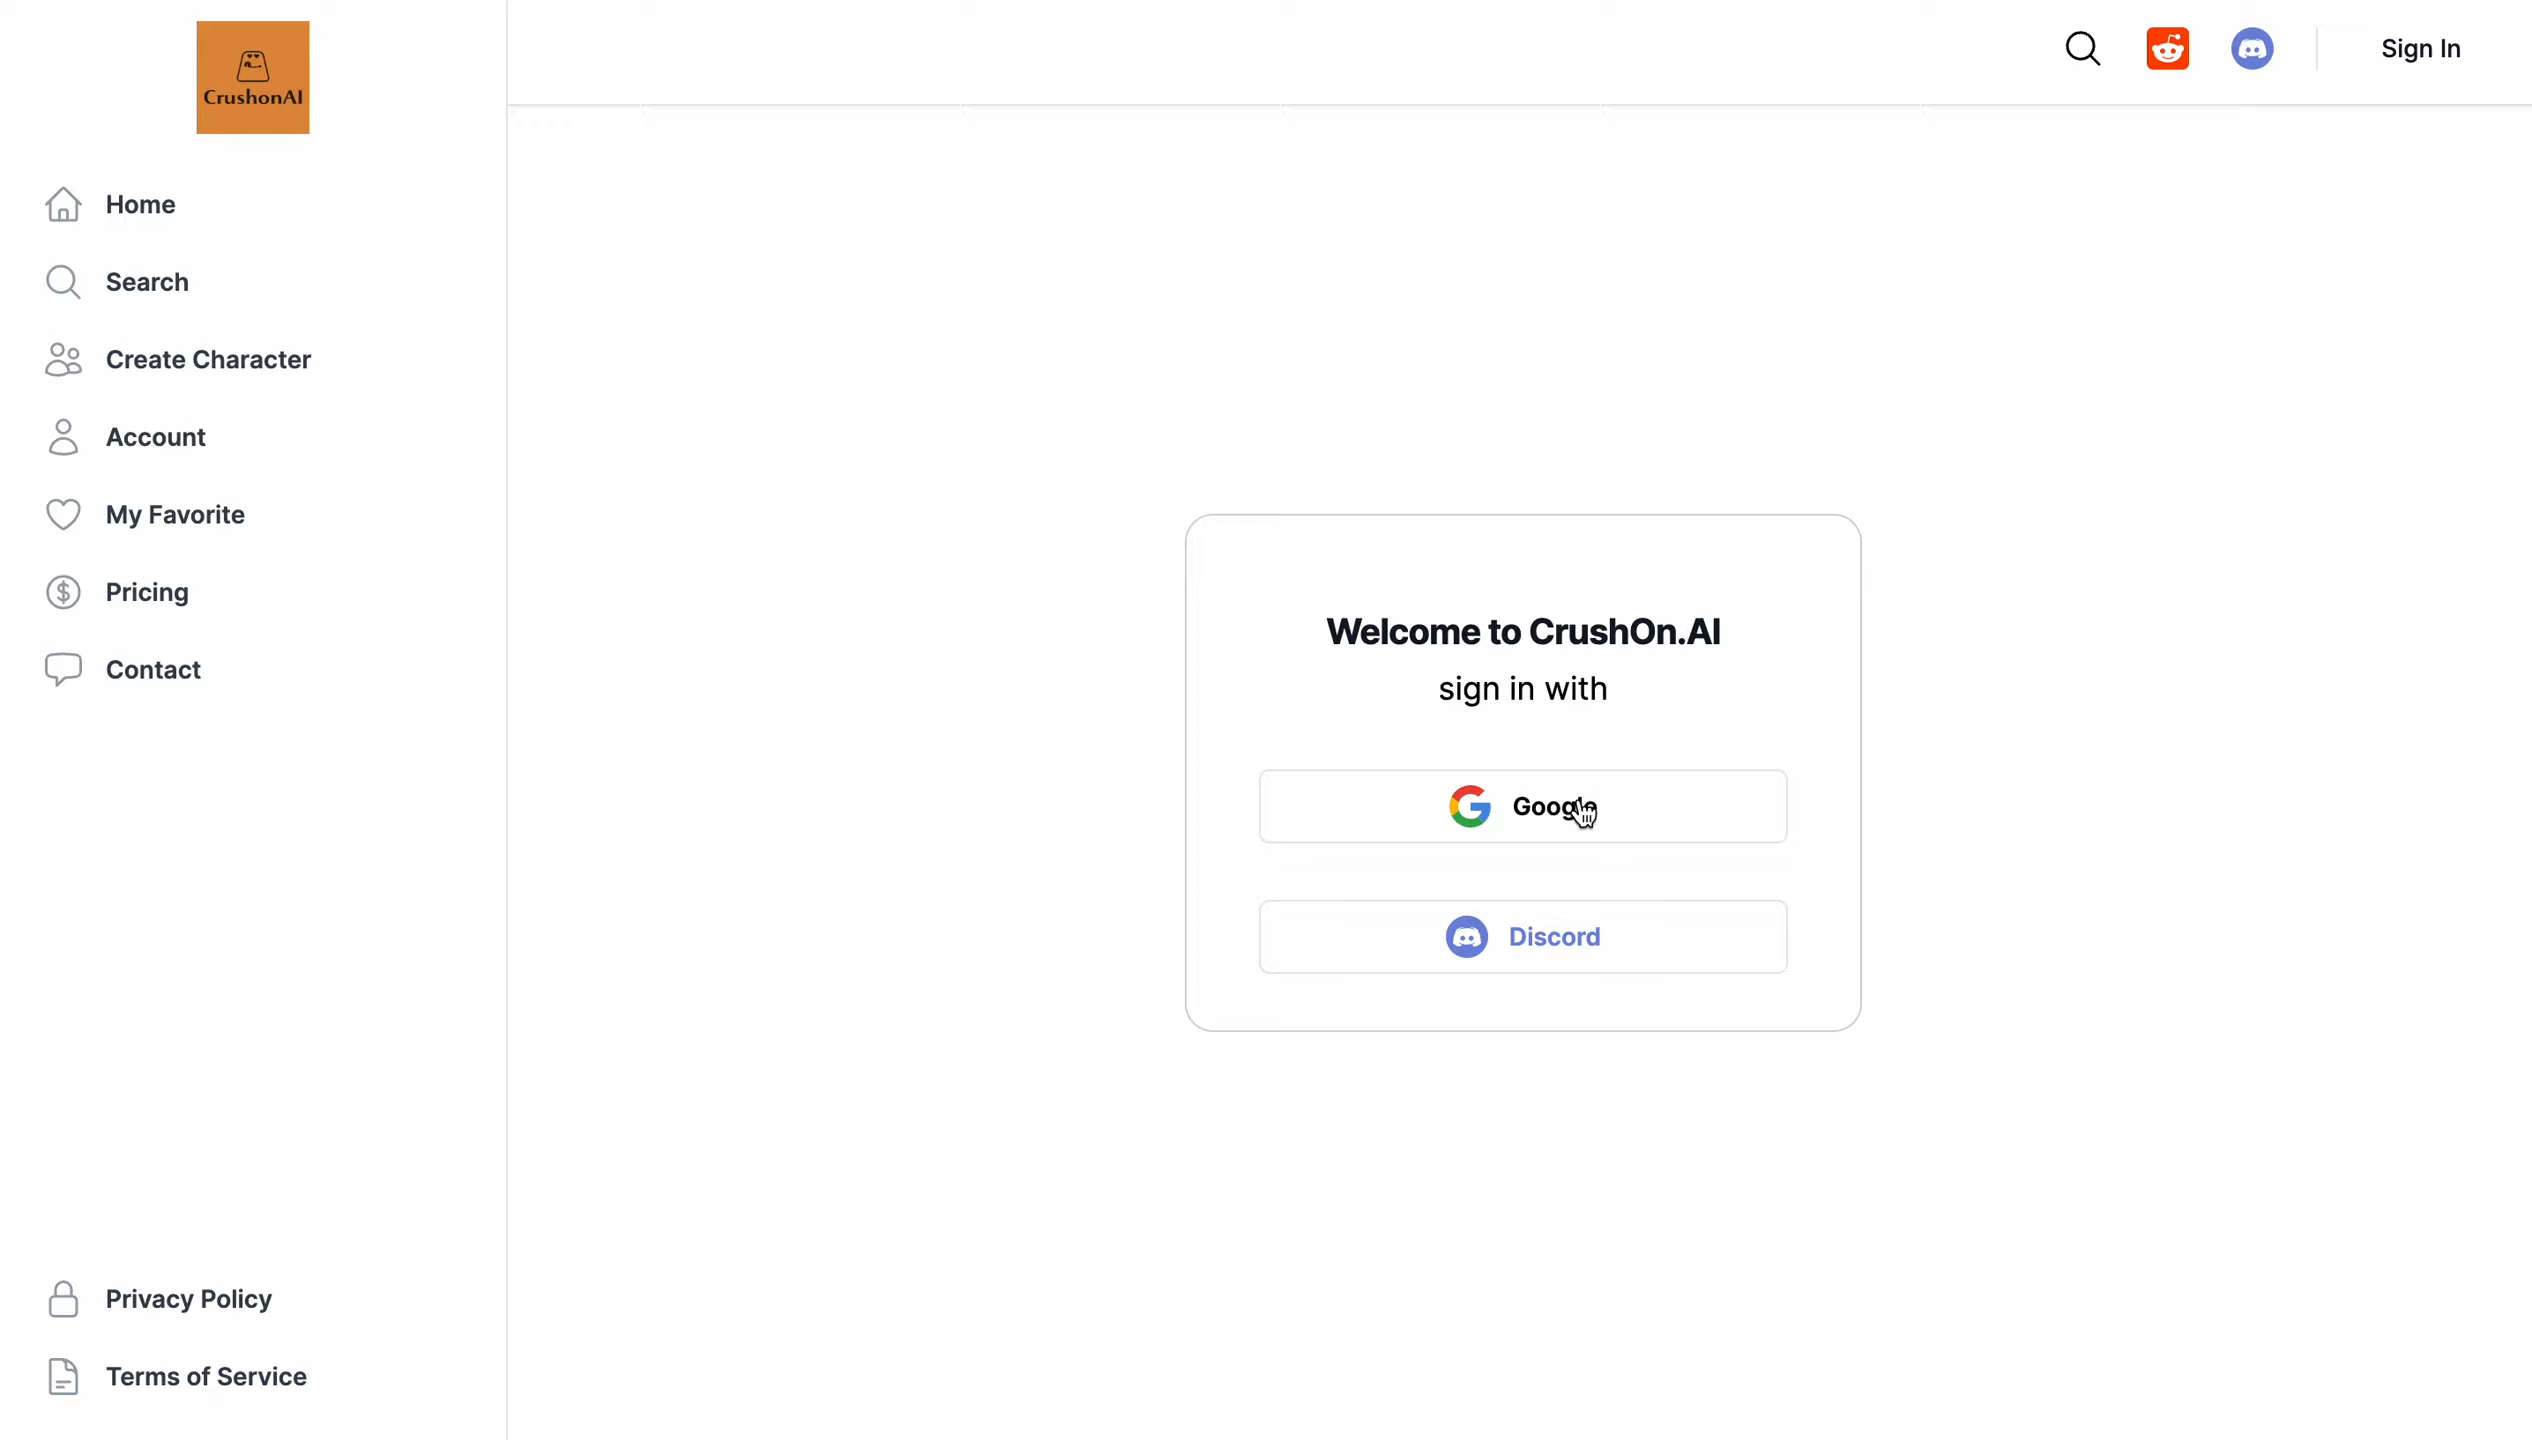 CrushonAI
Sign In
Home
Search
Create Character
Account
My Favorite
Pricing
Contact
Welcome to CrushOn.AI
sign in with
Google
Discord
Privacy Policy
Terms of Service